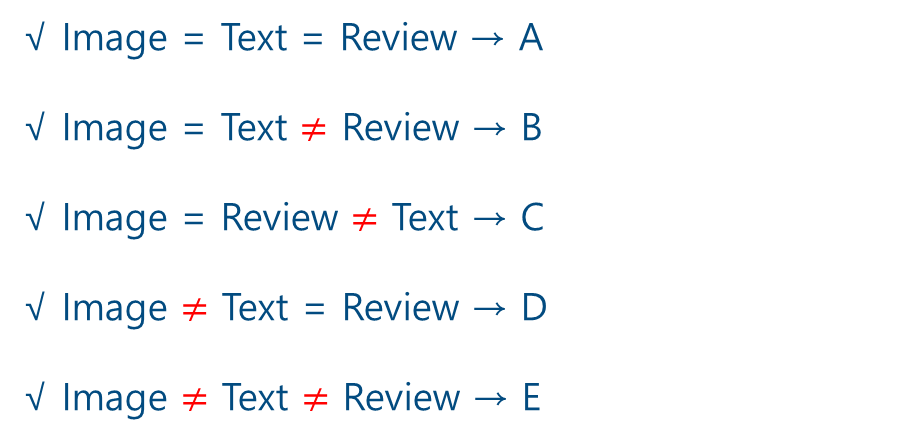 √ Image = Text = Review → A
√ Image = Text ≠ Review → B
√ Image = Review ≠ Text → C
√ Image ≠ Text = Review → D
√ Image ≠ Text ≠ Review → E